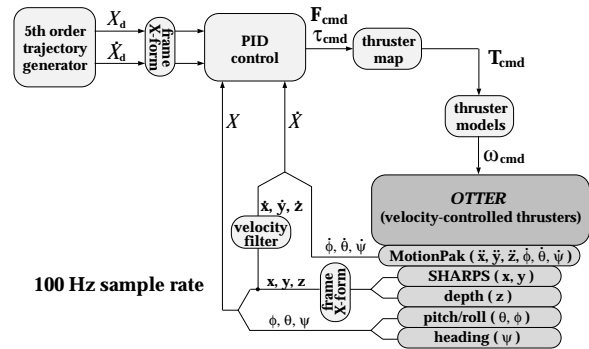 5th order
trajectory
generator
X_d
Ẋ_d
frame
X-form
PID
control
F_cmd
τ_cmd
thruster
map
T_cmd
thruster
models
ω_cmd
X
Ẋ
OTTER
(velocity-controlled thrusters)
ẋ, ẏ, ż
velocity
filter
ϕ̇, θ̇, ψ̇
MotionPak ( ẍ, ÿ, z̈, ϕ̇, θ̇, ψ̇ )
100 Hz sample rate
x, y, z
frame
X-form
SHARPS ( x, y )
depth ( z )
ϕ, θ, ψ
pitch/roll ( θ, ϕ )
heading ( ψ )